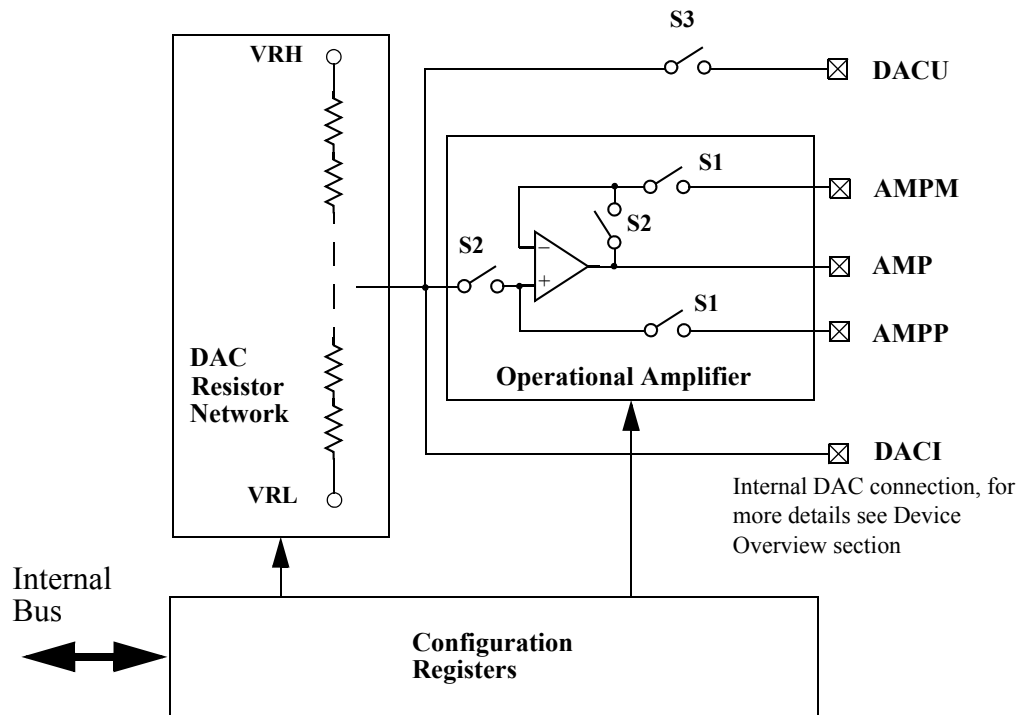 S3
VRH
DACU
S1
AMPM
S2
S2
−
AMP
+
S1
AMPP
DAC
Resistor
Network
Operational Amplifier
DACI
VRL
Internal DAC connection, for
more details see Device
Overview section
Internal
Bus
Configuration
Registers